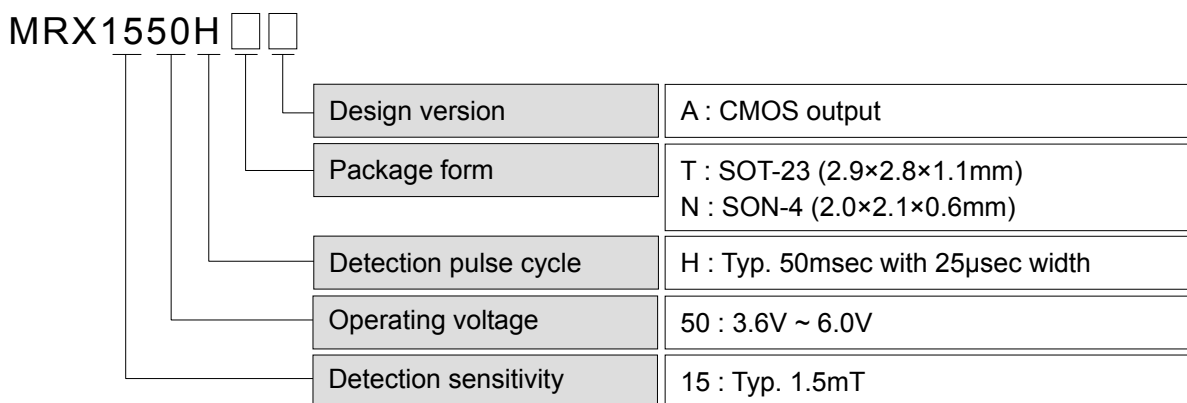 MRX1550H□□
Design version
A : CMOS output
Package form
T : SOT-23 (2.9×2.8×1.1mm)
N : SON-4 (2.0×2.1×0.6mm)
Detection pulse cycle
H : Typ. 50msec with 25μsec width
Operating voltage
50 : 3.6V ~ 6.0V
Detection sensitivity
15 : Typ. 1.5mT